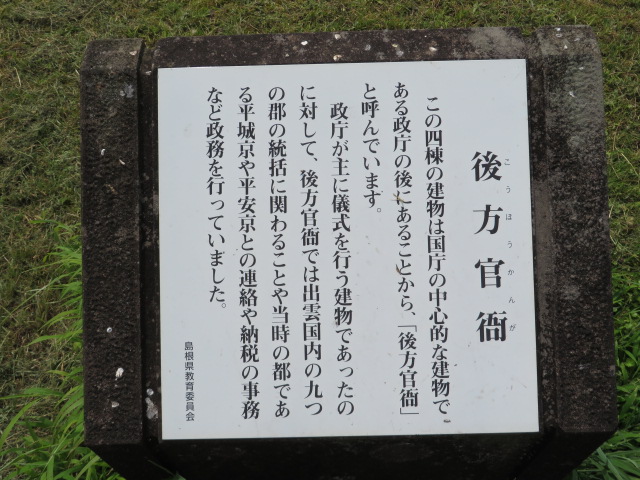 後方官衙
こうほうかんが
この四棟の建物は国庁の中心的な建物で
ある政庁の後にあることから、「後方官衙」
と呼んでいます。
政庁が主に儀式を行う建物であったの
に対して、後方官衙では出雲国内の九つ
の郡の統括に関わることや当時の都であ
る平城京や平安京との連絡や納税の事務
など政務を行っていました。
島根県教育委員会